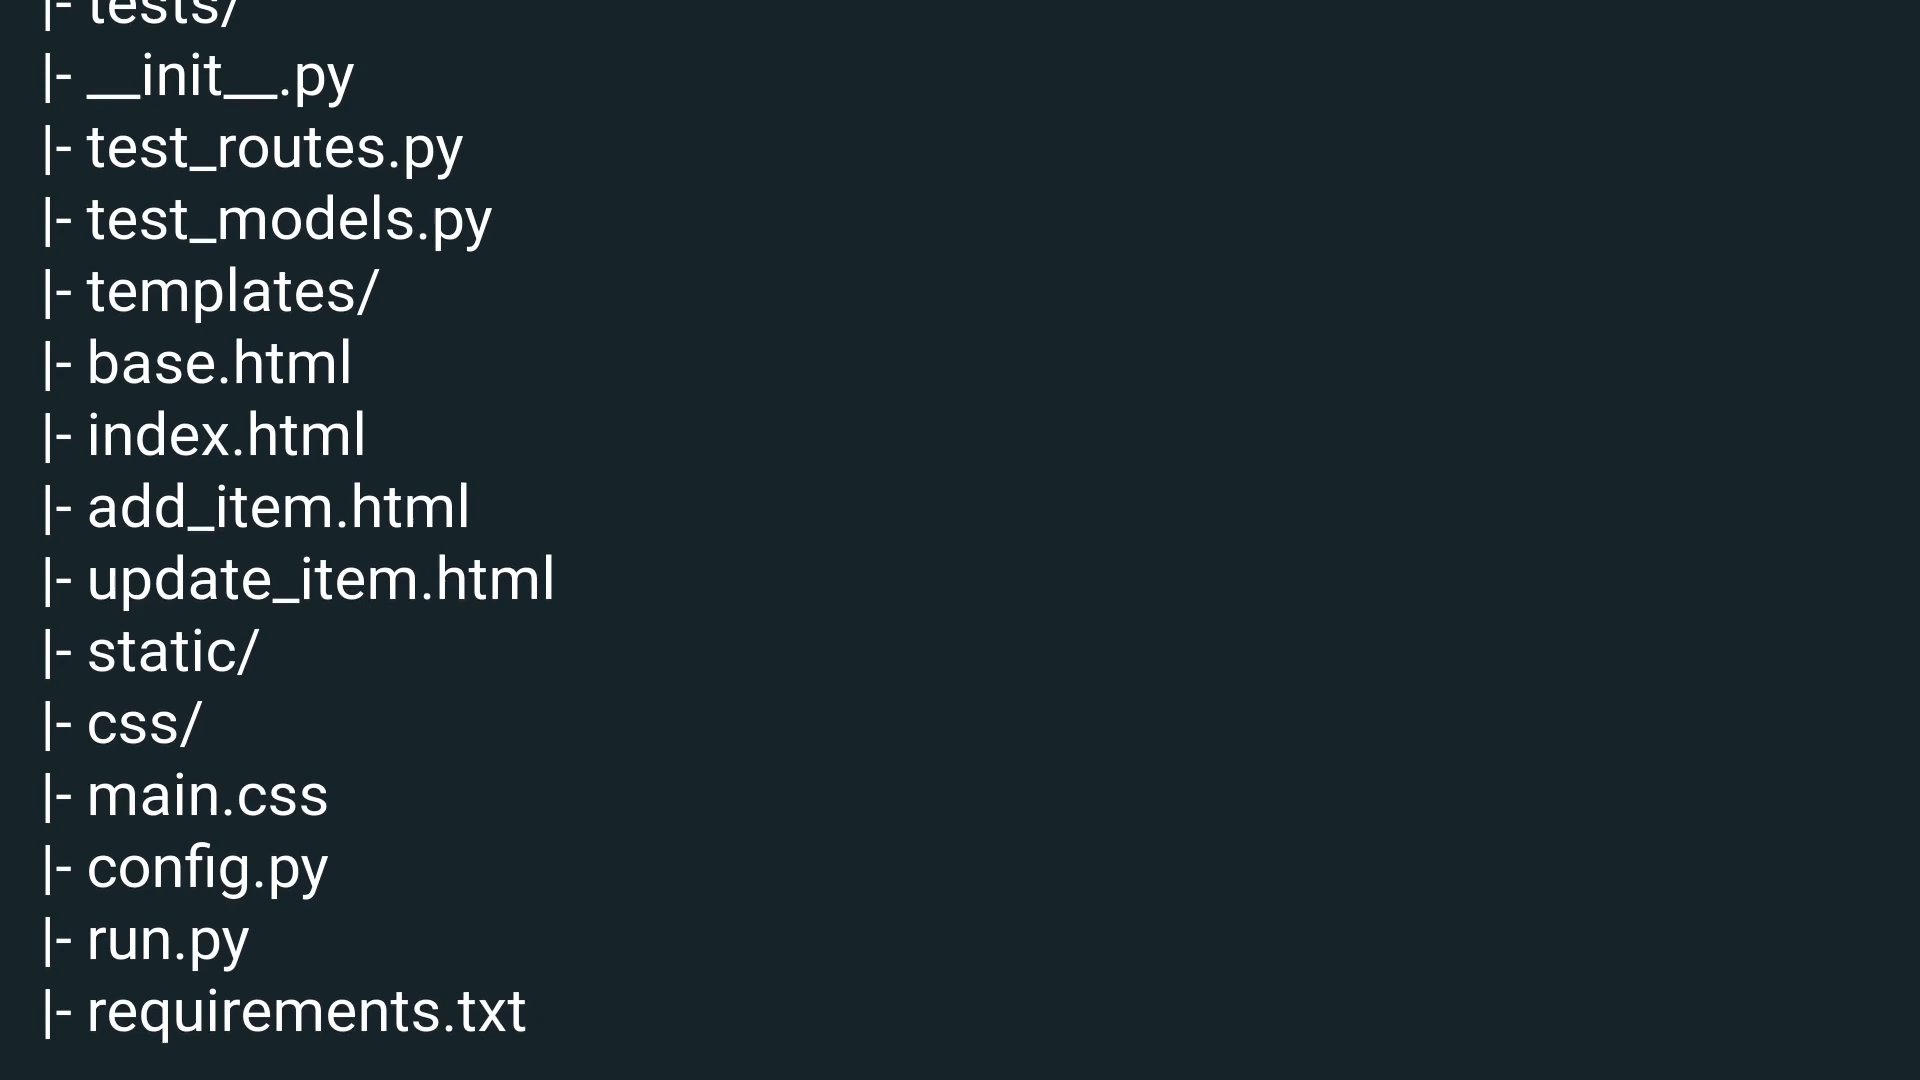 |- tests/
|- __init__.py
|- test_routes.py
|- test_models.py
|- templates/
|- base.html
|- index.html
|- add_item.html
|- update_item.html
|- static/
|- css/
|- main.css
|- config.py
|- run.py
|- requirements.txt